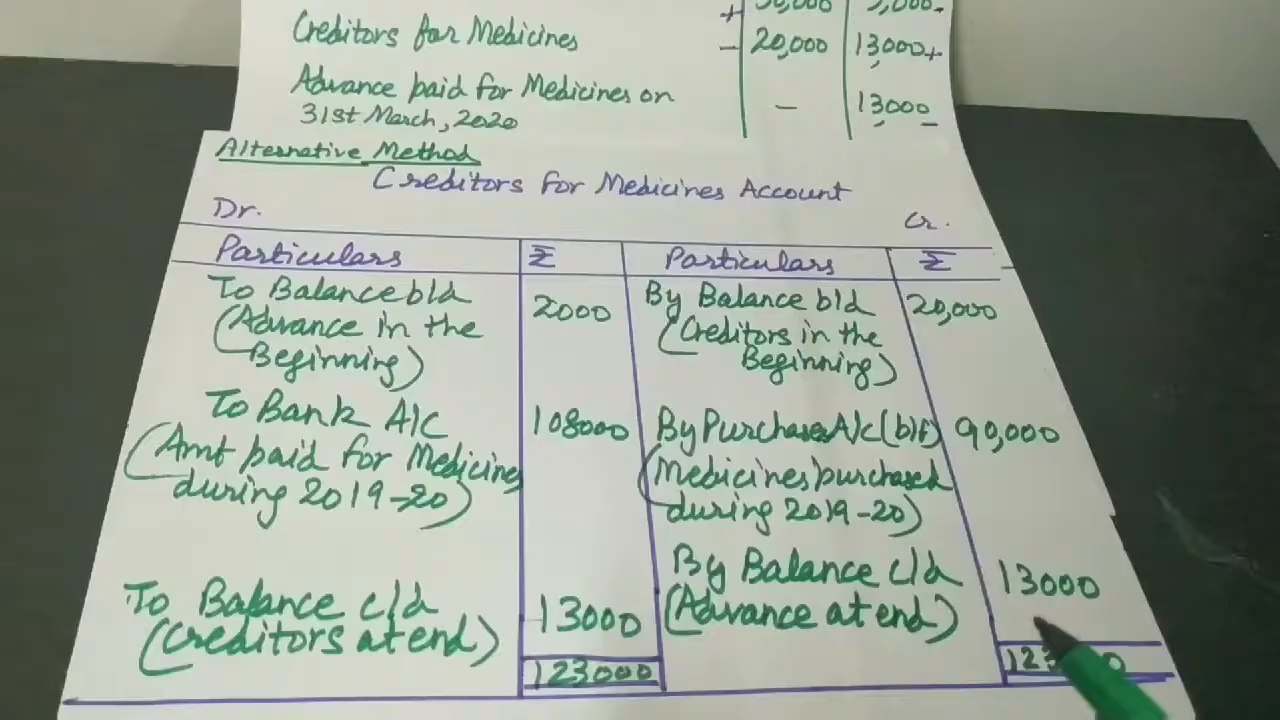 Creditors for Medicines - 20,000 13,000+
Advance paid for Medicines on
31st March, 2020 - 13000 -
Alternative Method
Creditors for Medicines Account
Dr. Cr.
Particulars ₹ Particulars ₹
To Balance b/d 2000 By Balance b/d 20,000
(Advance in the (Creditors in the
Beginning) Beginning)
To Bank A/C 108000 By Purchases A/c (b/f) 90,000
(Amt paid for Medicines (Medicines purchased
during 2019-20) during 2019-20)
To Balance c/d 13000 By Balance c/d 13000
(Creditors at end) (Advance at end)
123000